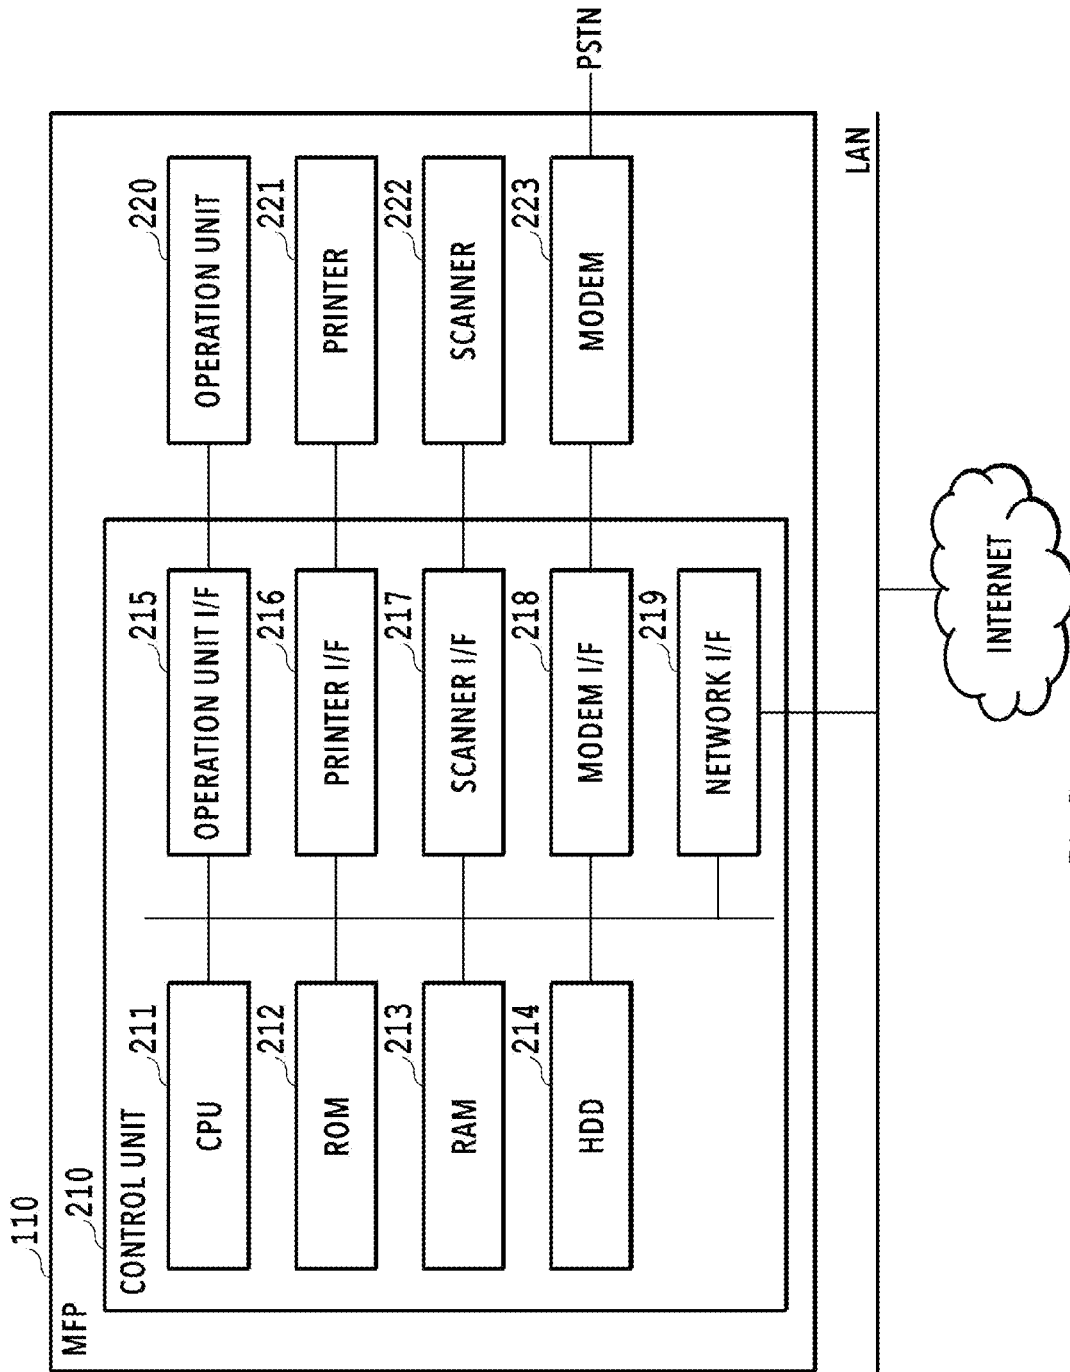 110
MFP
210
CONTROL UNIT
211
CPU
215
OPERATION UNIT I/F
220
OPERATION UNIT
212
ROM
216
PRINTER I/F
221
PRINTER
213
RAM
217
SCANNER I/F
222
SCANNER
214
HDD
218
MODEM I/F
223
MODEM
PSTN
219
NETWORK I/F
LAN
INTERNET